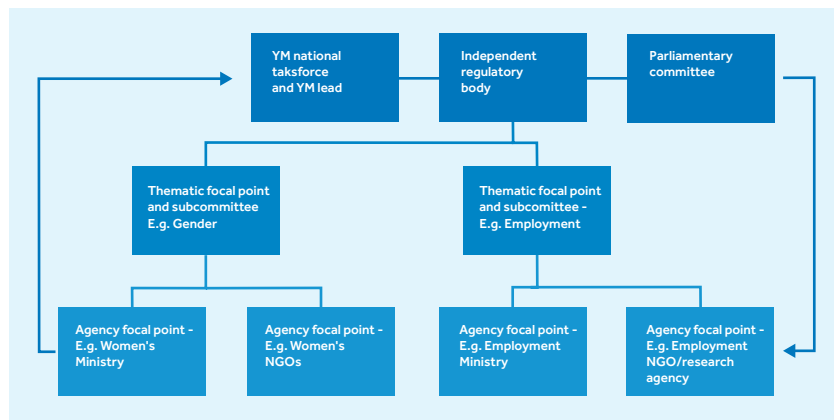 YM national
taksforce
and YM lead
Independent
regulatory
body
Parliamentary
committee
Thematic focal point
and subcommittee
E.g. Gender
Thematic focal point
and subcomittee -
E.g. Employment
Agency focal point -
E.g. Women's
Ministry
Agency focal point -
E.g. Women's
NGOs
Agency focal point -
E.g. Employment
Ministry
Agency focal point -
E.g. Employment
NGO/research
agency